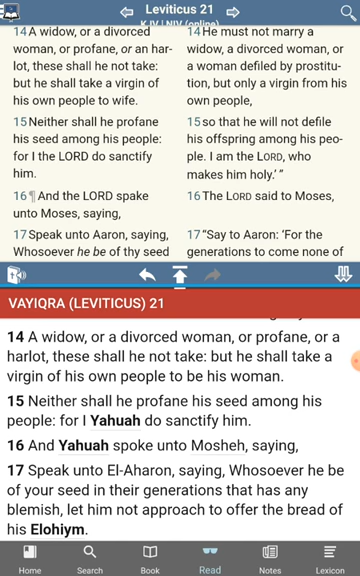 Leviticus 21
KJV | NIV (online)
14 A widow, or a divorced
woman, or profane, or an har-
lot, these shall he not take:
but he shall take a virgin of
his own people to wife.
15 Neither shall he profane
his seed among his people:
for I the LORD do sanctify
him.
16 ¶ And the LORD spake
unto Moses, saying,
17 Speak unto Aaron, saying,
Whosoever he be of thy seed
14 He must not marry a
widow, a divorced woman, or
a woman defiled by prostitu-
tion, but only a virgin from his
own people,
15 so that he will not defile
his offspring among his peo-
ple. I am the LORD, who
makes him holy.’ ”
16 The LORD said to Moses,
17 “Say to Aaron: ‘For the
generations to come none of
VAYIQRA (LEVITICUS) 21
14 A widow, or a divorced woman, or profane, or a
harlot, these shall he not take: but he shall take a
virgin of his own people to be his woman.
15 Neither shall he profane his seed among his
people: for I Yahuah do sanctify him.
16 And Yahuah spoke unto Mosheh, saying,
17 Speak unto El-Aharon, saying, Whosoever he be
of your seed in their generations that has any
blemish, let him not approach to offer the bread of
his Elohiym.
Home
Search
Book
Read
Notes
Lexicon